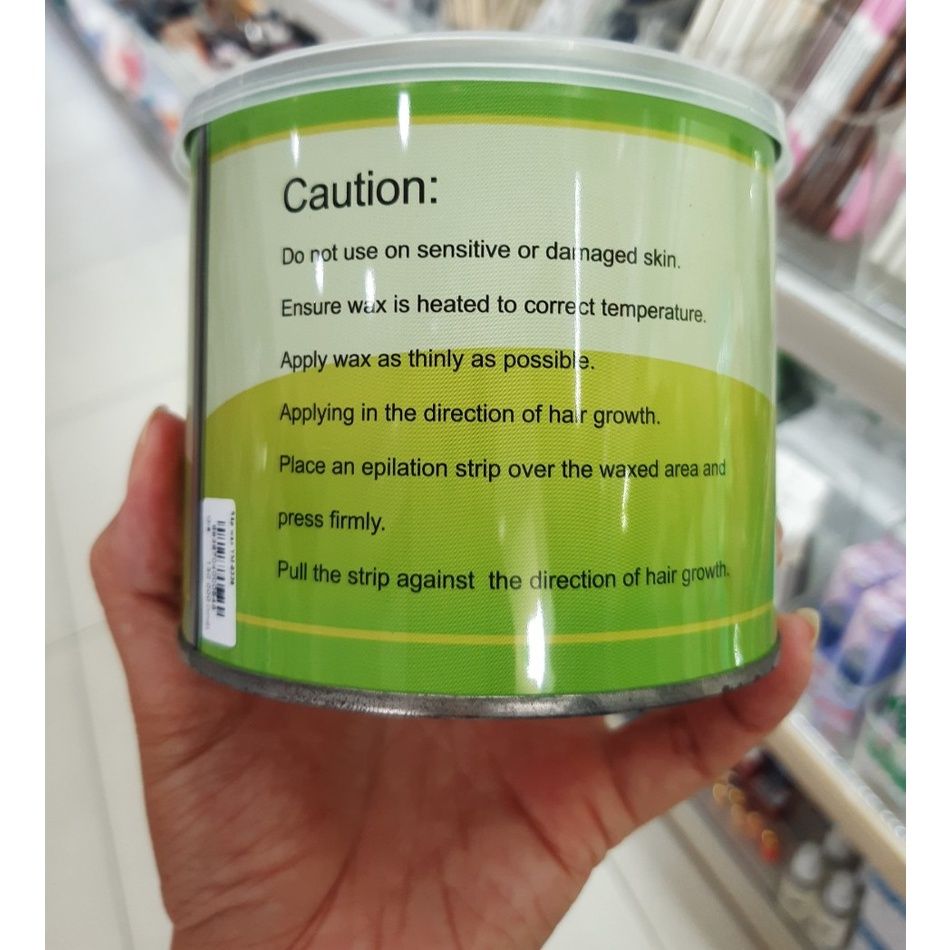 Caution:
Do not use on sensitive or damaged skin.
Ensure wax is heated to correct temperature.
Apply wax as thinly as possible.
Applying in the direction of hair growth.
Place an epilation strip over the waxed area and
press firmly.
Pull the strip against the direction of hair growth.